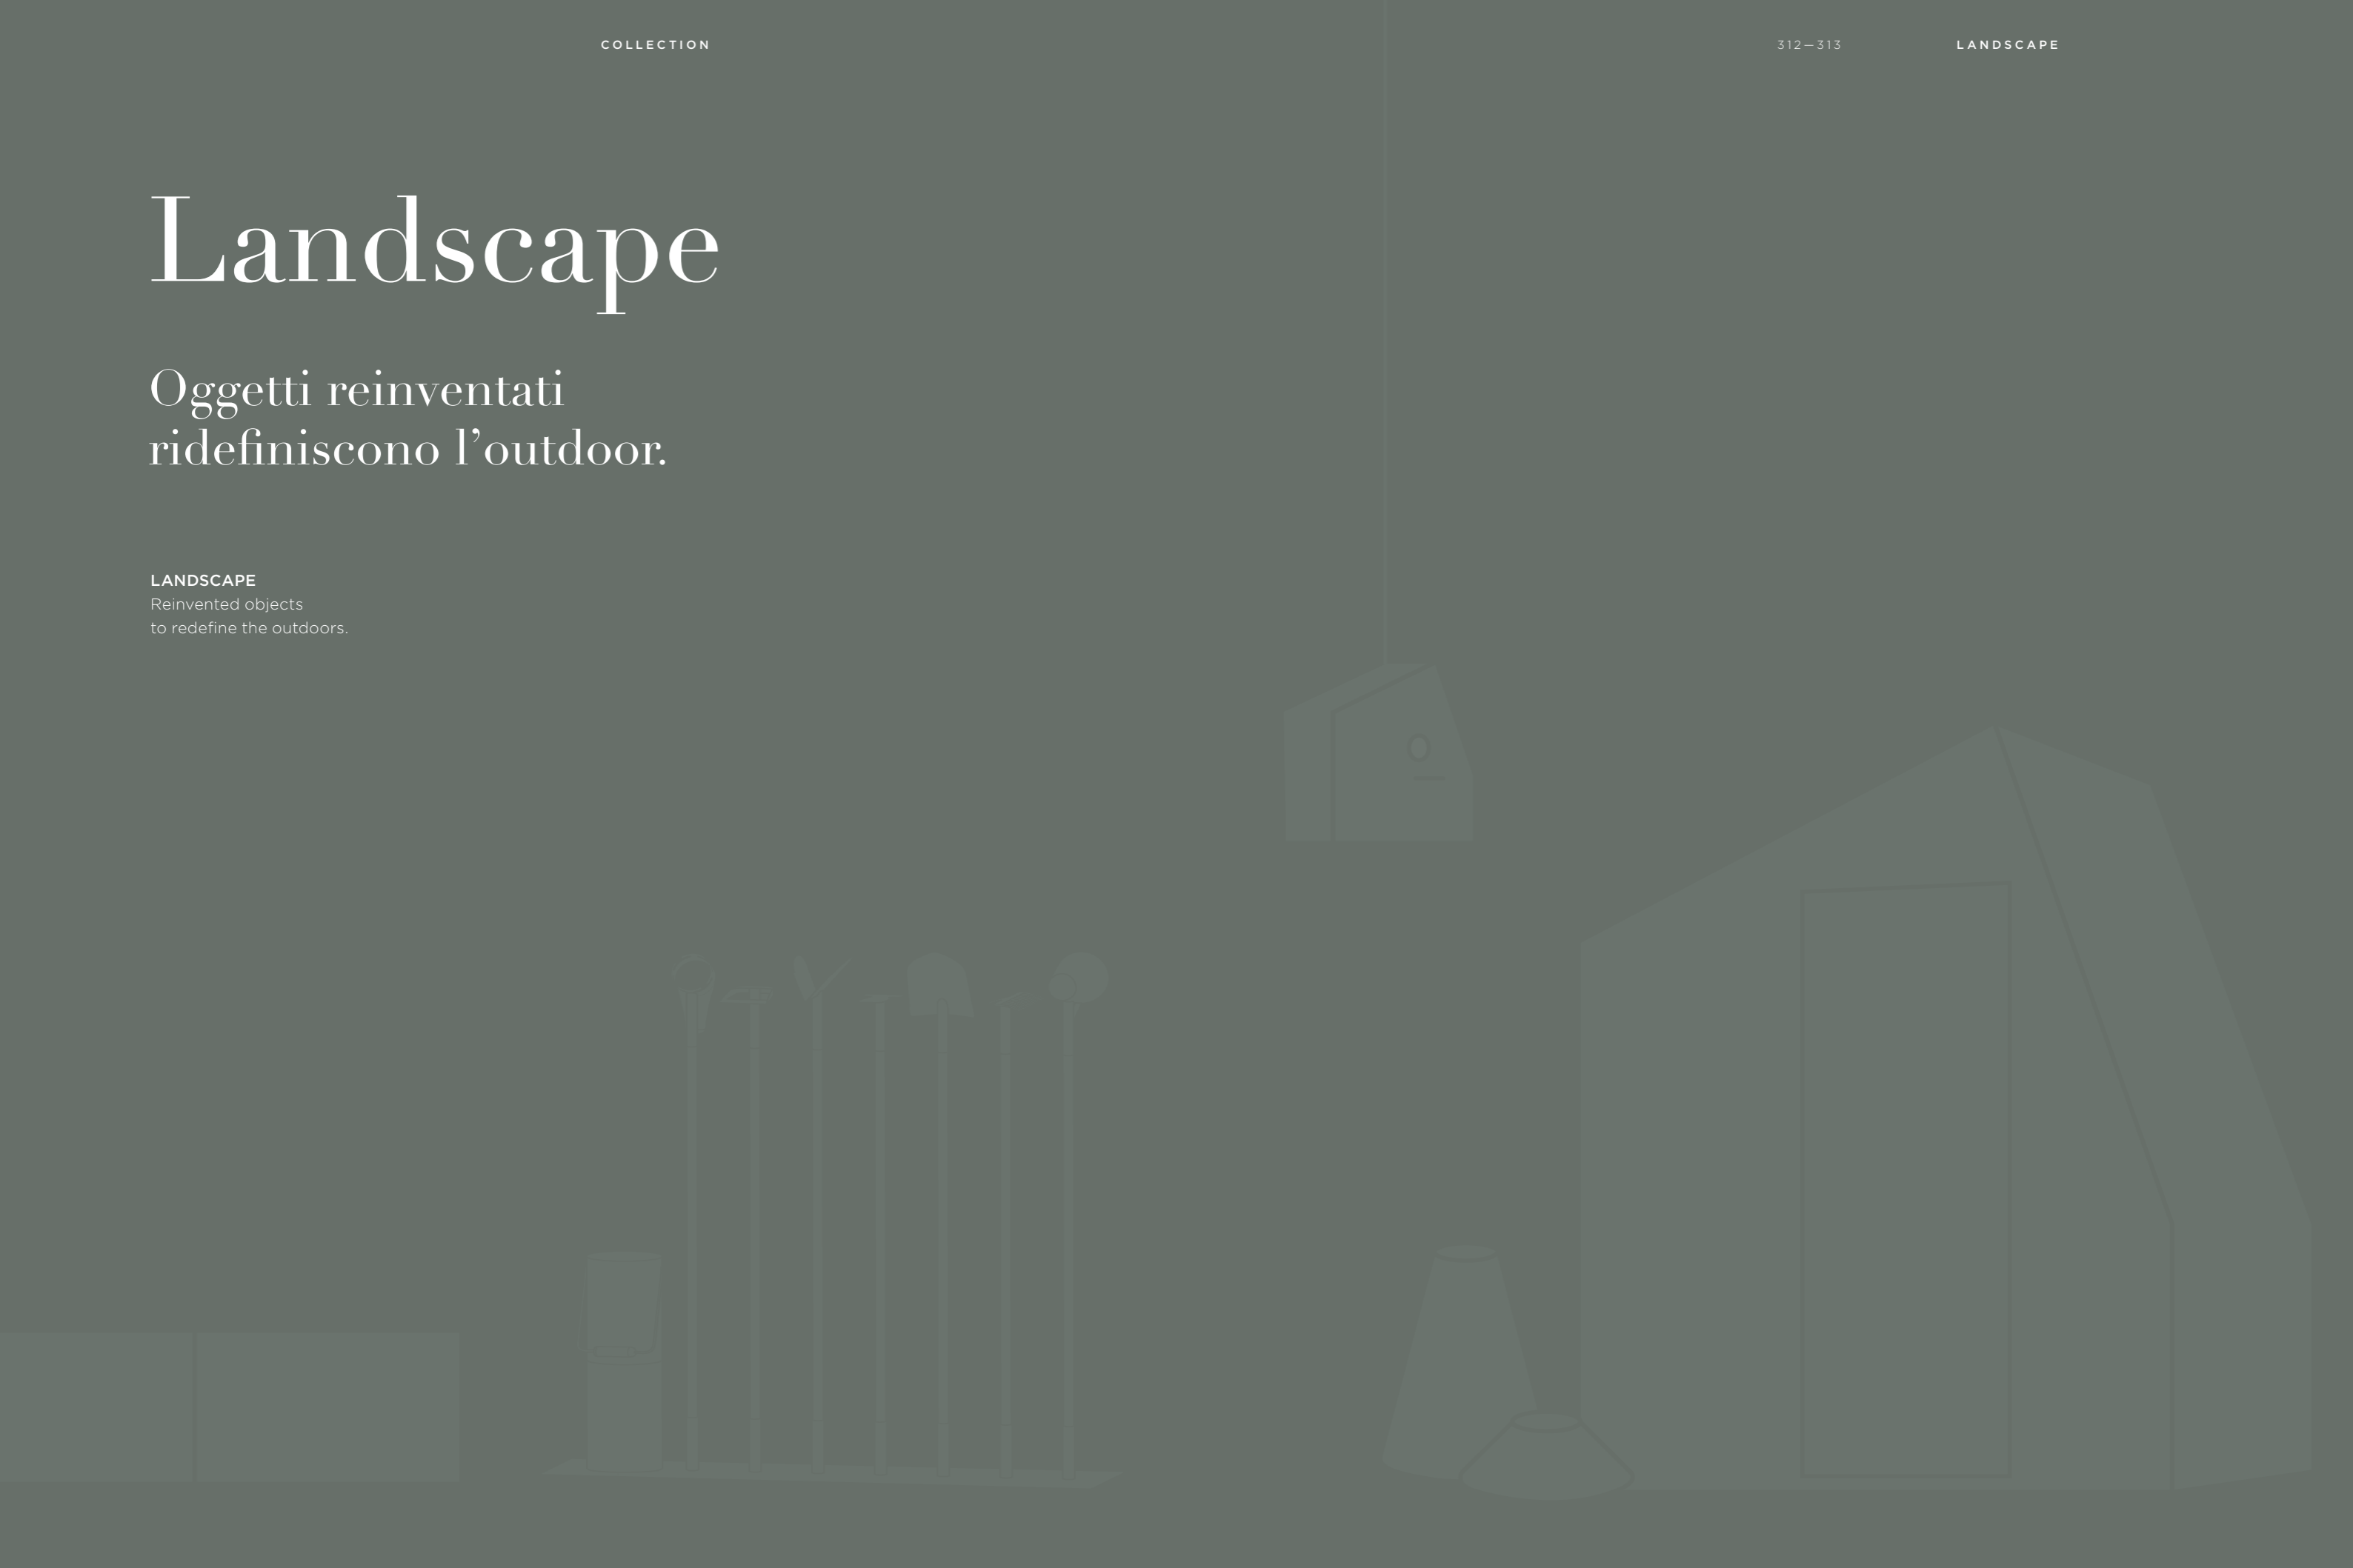 COLLECTION
312—313
LANDSCAPE
Landscape
Oggetti reinventati
ridefiniscono l’outdoor.
LANDSCAPE
Reinvented objects
to redefine the outdoors.